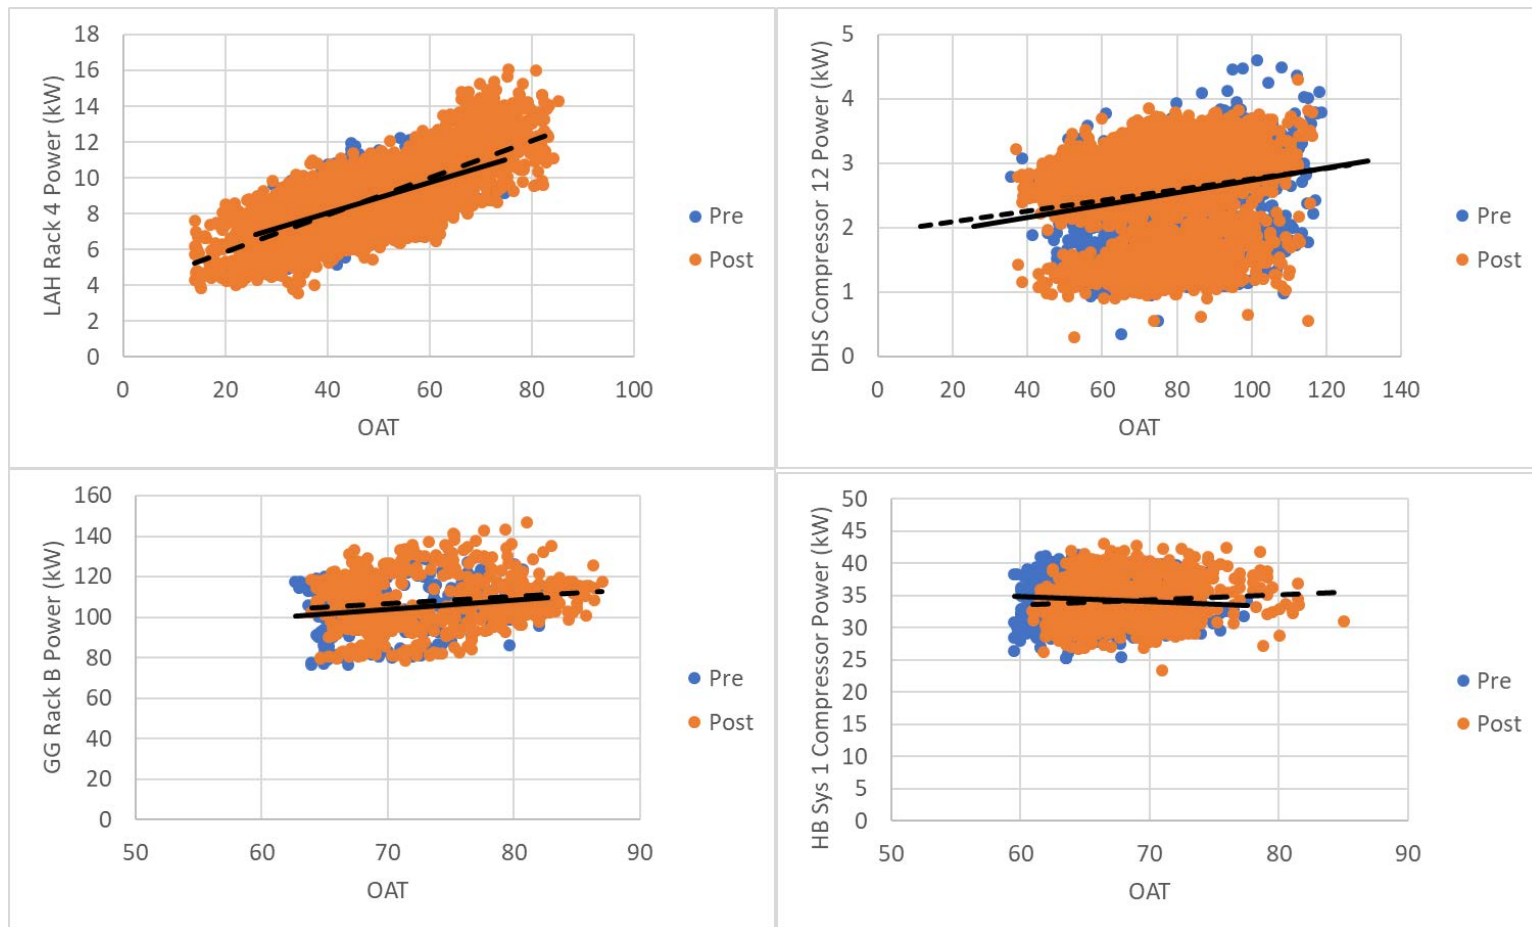 LAH Rack 4 Power (kW)
18
16
14
12
10
8
6
4
2
0
0 20 40 60 80 100
OAT
Pre
Post
DHS Compressor 12 Power (kW)
5
4
3
2
1
0
0 20 40 60 80 100 120 140
OAT
Pre
Post
GG Rack B Power (kW)
160
140
120
100
80
60
40
20
0
50 60 70 80 90
OAT
Pre
Post
HB Sys 1 Compressor Power (kW)
50
45
40
35
30
25
20
15
10
5
0
50 60 70 80 90
OAT
Pre
Post